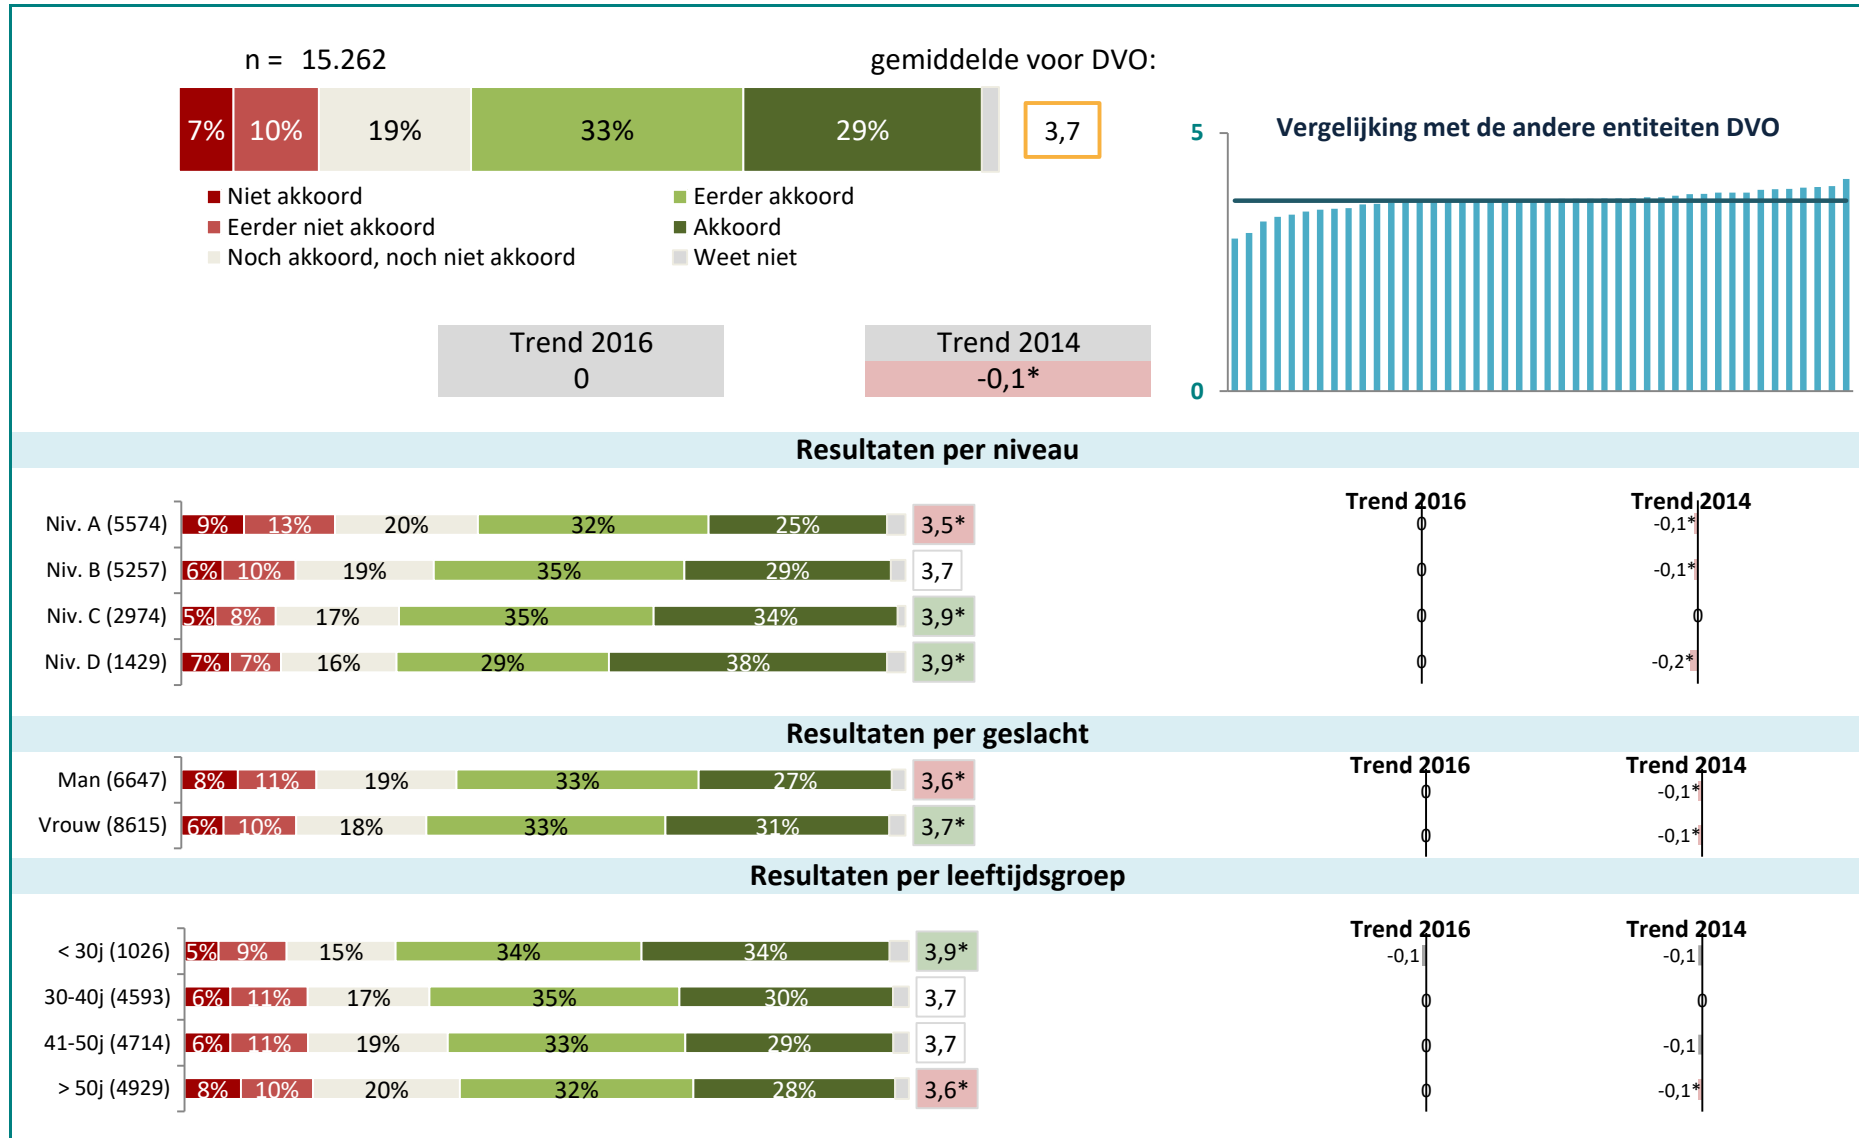 n = 15.262
gemiddelde voor DVO:
7% 10% 19% 33% 29% 3,7
Niet akkoord
Eerder akkoord
Eerder niet akkoord
Akkoord
Noch akkoord, noch niet akkoord
Weet niet
5
Vergelijking met de andere entiteiten DVO
0
Trend 2016
0
Trend 2014
-0,1*
Resultaten per niveau
Trend 2016 Trend 2014
Niv. A (5574) 9% 13% 20% 32% 25% 3,5* 0 -0,1*
Niv. B (5257) 6% 10% 19% 35% 29% 3,7 0 -0,1*
Niv. C (2974) 5% 8% 17% 35% 34% 3,9* 0 0
Niv. D (1429) 7% 7% 16% 29% 38% 3,9* 0 -0,2*
Resultaten per geslacht
Trend 2016 Trend 2014
Man (6647) 8% 11% 19% 33% 27% 3,6* 0 -0,1*
Vrouw (8615) 6% 10% 18% 33% 31% 3,7* 0 -0,1*
Resultaten per leeftijdsgroep
Trend 2016 Trend 2014
< 30j (1026) 5% 9% 15% 34% 34% 3,9* -0,1 -0,1
30-40j (4593) 6% 11% 17% 35% 30% 3,7 0 0
41-50j (4714) 6% 11% 19% 33% 29% 3,7 0 -0,1
> 50j (4929) 8% 10% 20% 32% 28% 3,6* 0 -0,1*